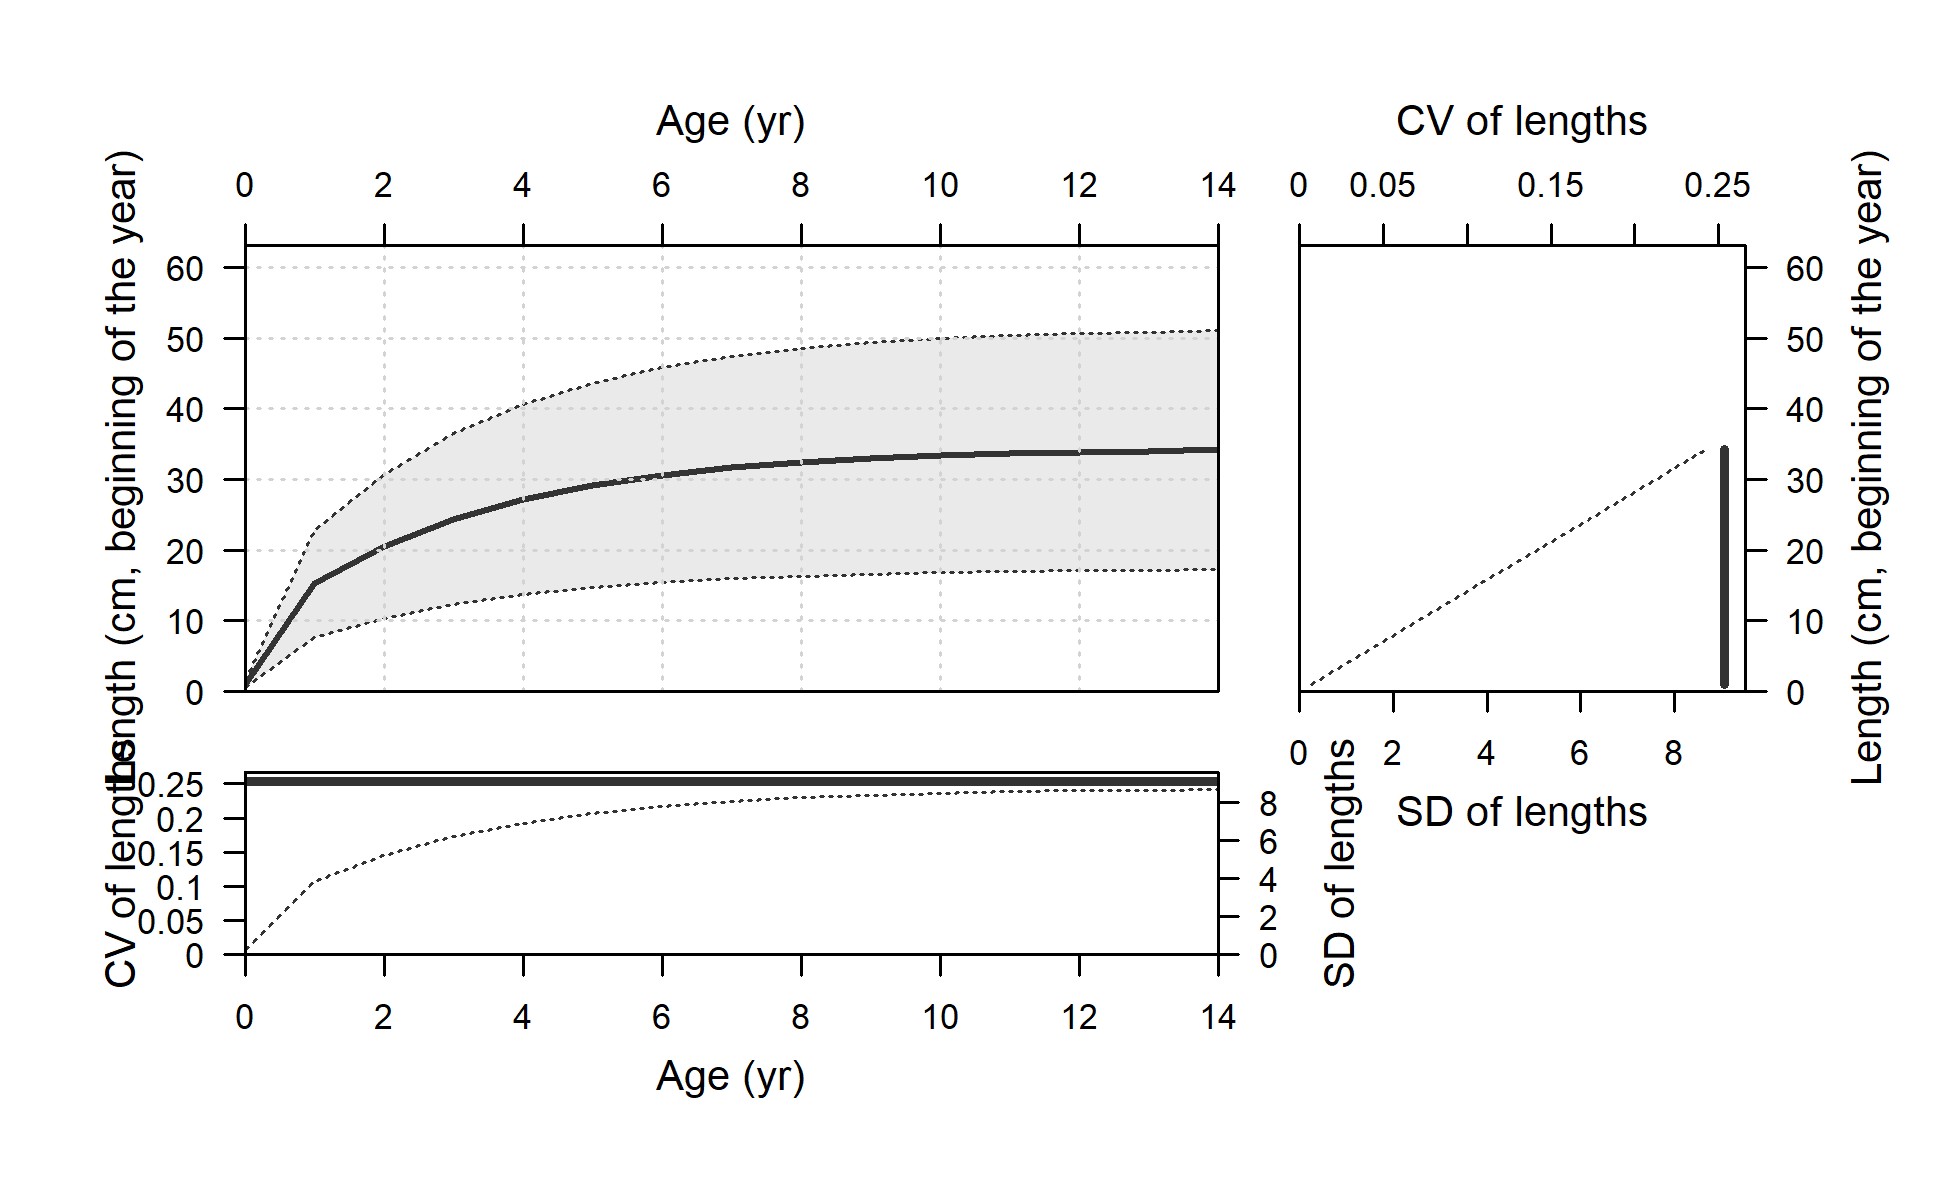 Age (yr)
CV of lengths
0 2 4 6 8 10 12 14
0 0.05 0.15 0.25
Length (cm, beginning of the year)
60
50
40
30
20
10
0
60
50
40
30
20
10
0
Length (cm, beginning of the year)
0 2 4 6 8
SD of lengths
CV of lengths
0.25
0.2
0.15
0.1
0.05
0
8
6
4
2
0
SD of lengths
0 2 4 6 8 10 12 14
Age (yr)